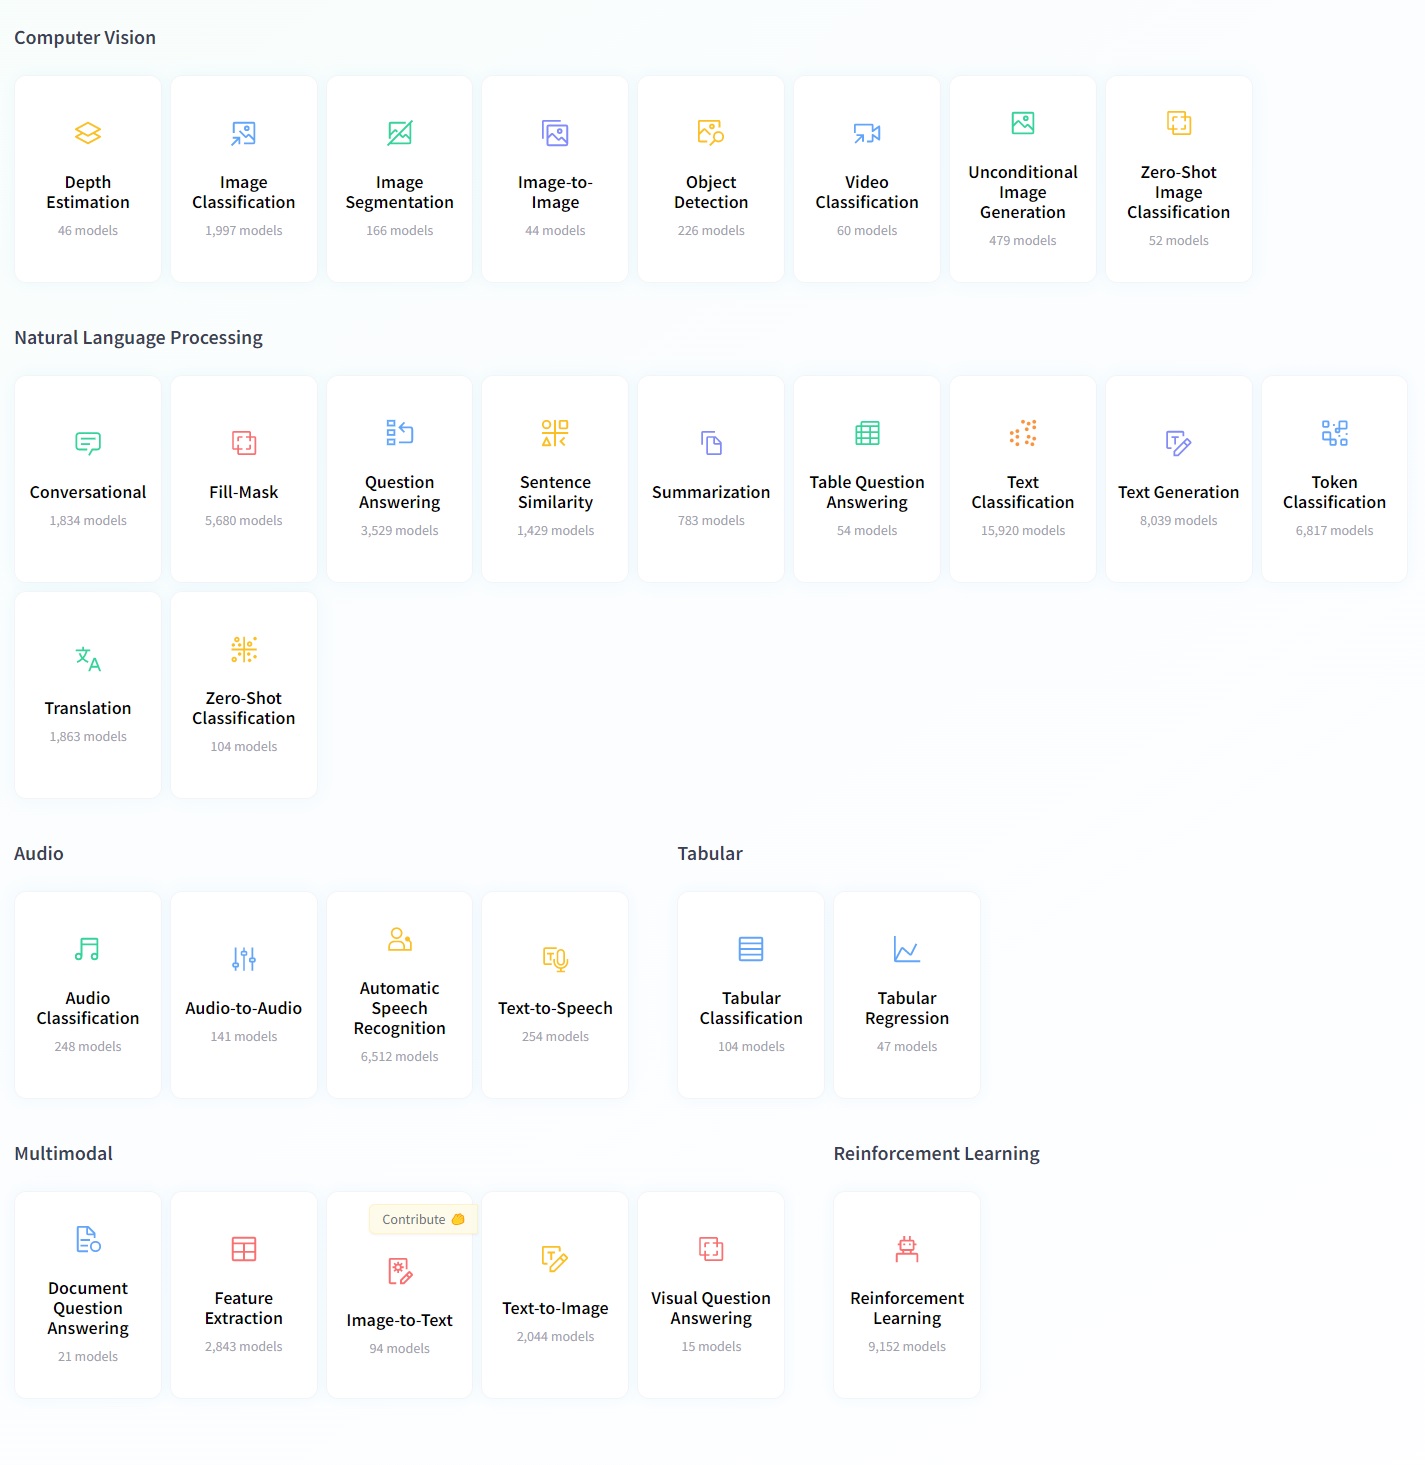 Computer Vision
Depth
Estimation
46 models
Image
Classification
1,997 models
Image
Segmentation
166 models
Image-to-
Image
44 models
Object
Detection
226 models
Video
Classification
60 models
Unconditional
Image
Generation
479 models
Zero-Shot
Image
Classification
52 models
Natural Language Processing
Conversational
1,834 models
Fill-Mask
5,680 models
Question
Answering
3,529 models
Sentence
Similarity
1,429 models
Summarization
783 models
Table Question
Answering
54 models
Text
Classification
15,920 models
Text Generation
8,039 models
Token
Classification
6,817 models
Translation
1,863 models
Zero-Shot
Classification
104 models
Audio
Audio
Classification
248 models
Audio-to-Audio
141 models
Automatic
Speech
Recognition
6,512 models
Text-to-Speech
254 models
Tabular
Tabular
Classification
104 models
Tabular
Regression
47 models
Multimodal
Document
Question
Answering
21 models
Feature
Extraction
2,843 models
Contribute
Image-to-Text
94 models
Text-to-Image
2,044 models
Visual Question
Answering
15 models
Reinforcement Learning
Reinforcement
Learning
9,152 models